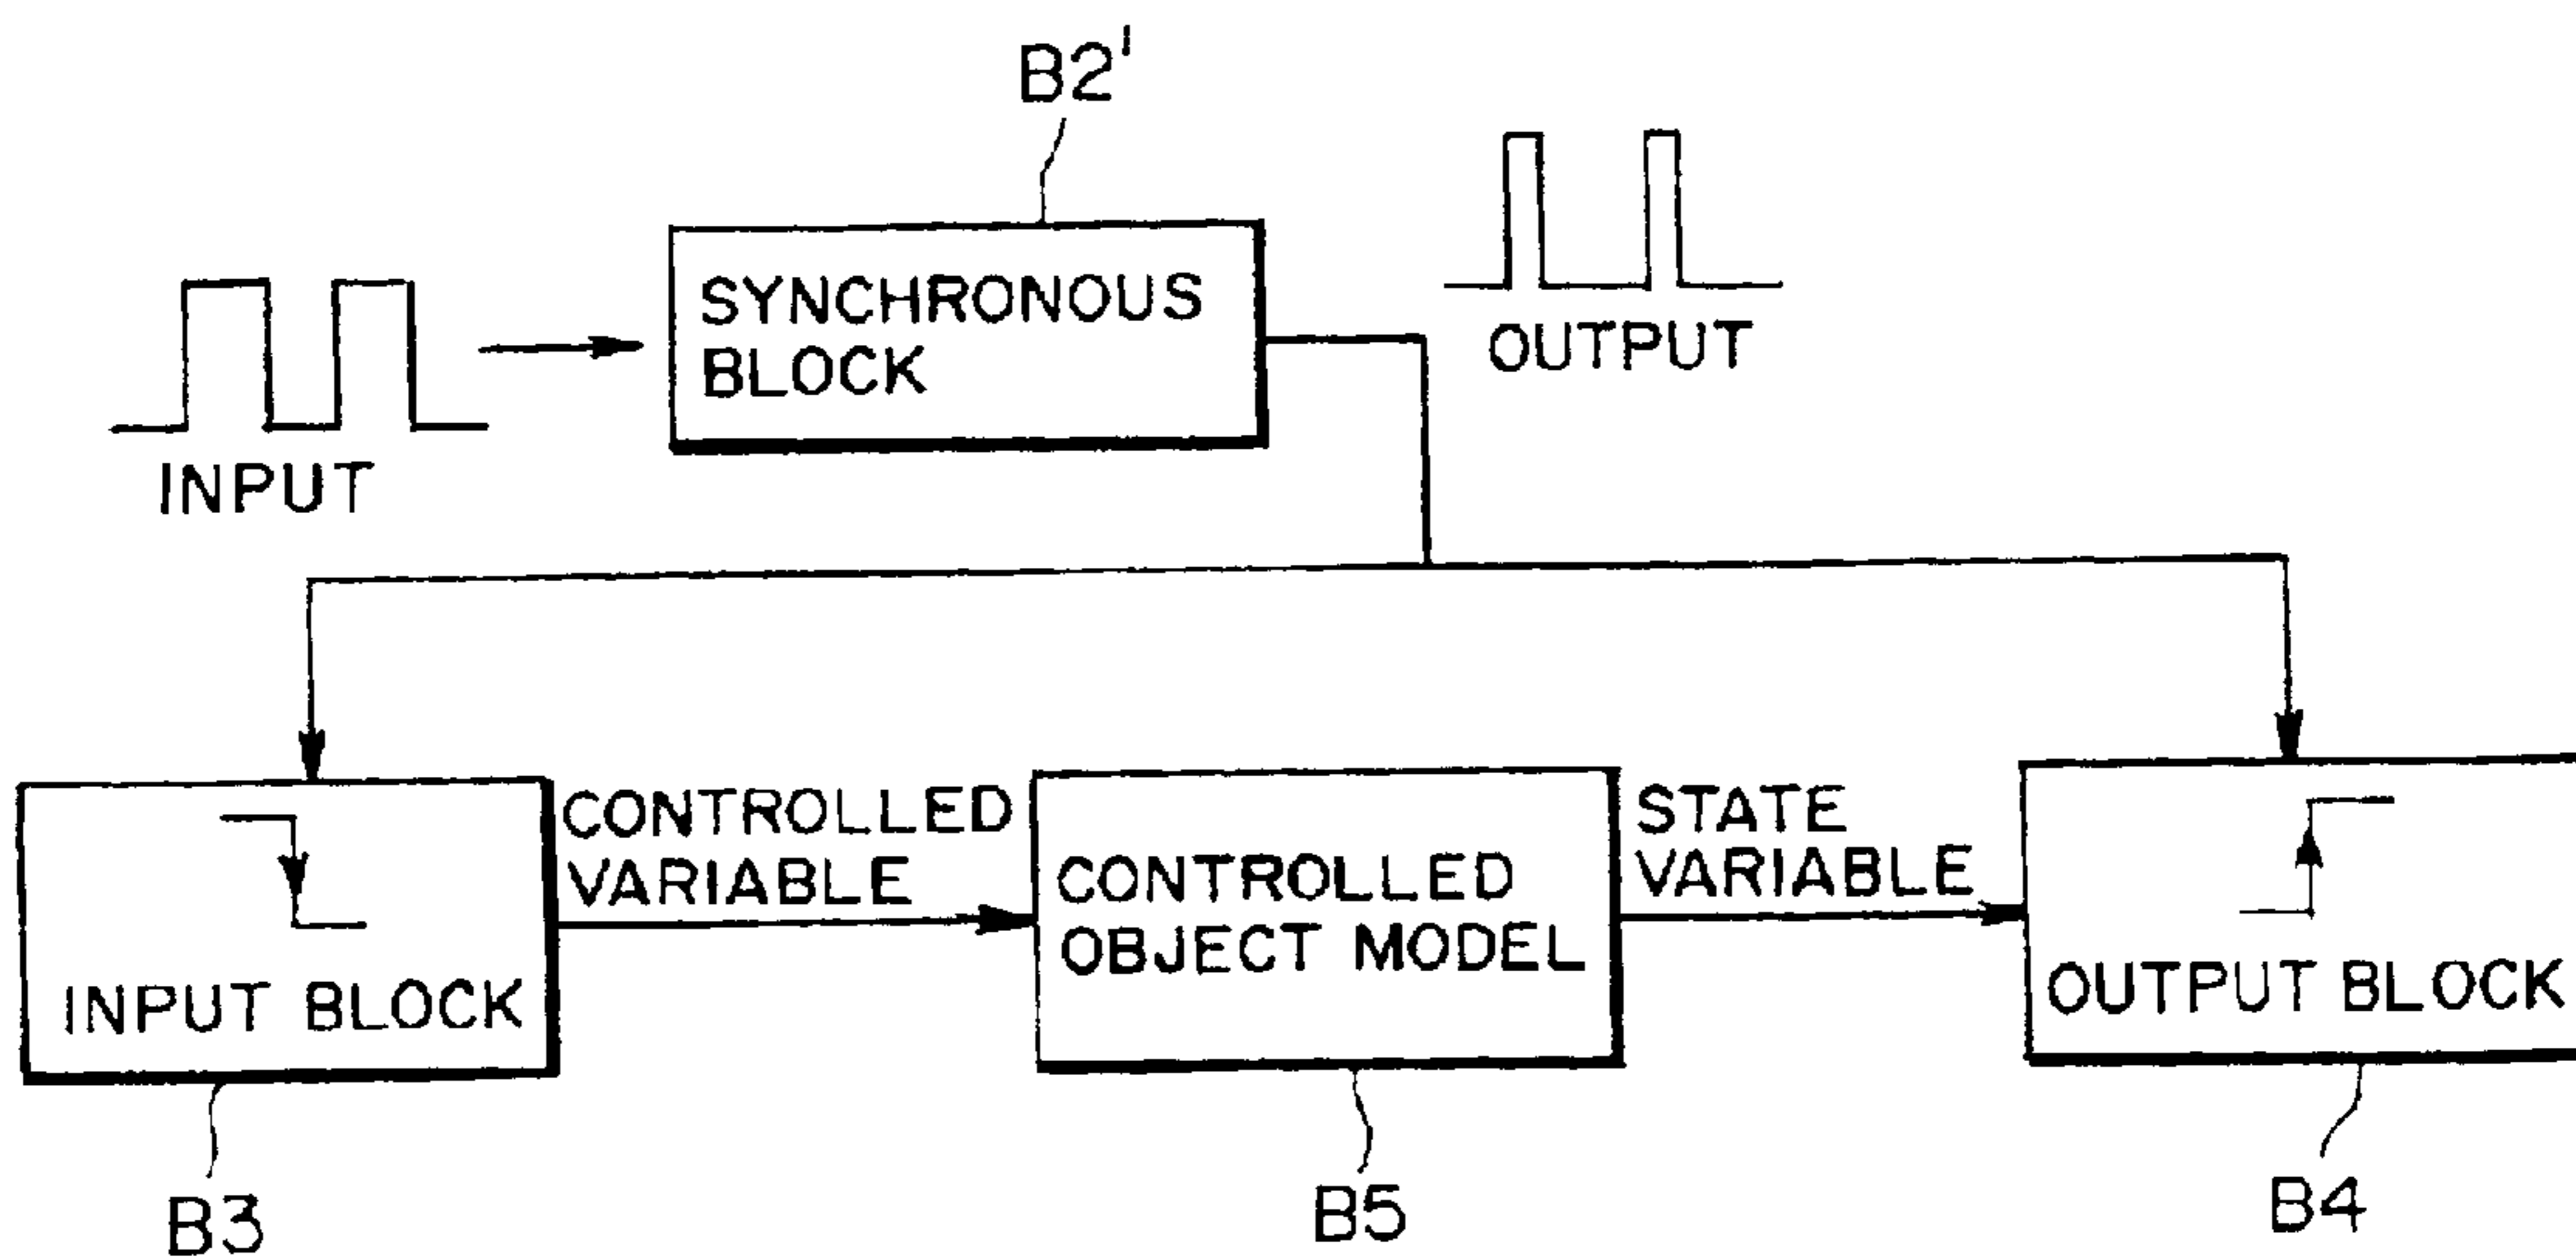 B2'
SYNCHRONOUS
BLOCK
INPUT
OUTPUT
CONTROLLED
VARIABLE
STATE
VARIABLE
INPUT BLOCK
CONTROLLED
OBJECT MODEL
OUTPUT BLOCK
B3
B5
B4